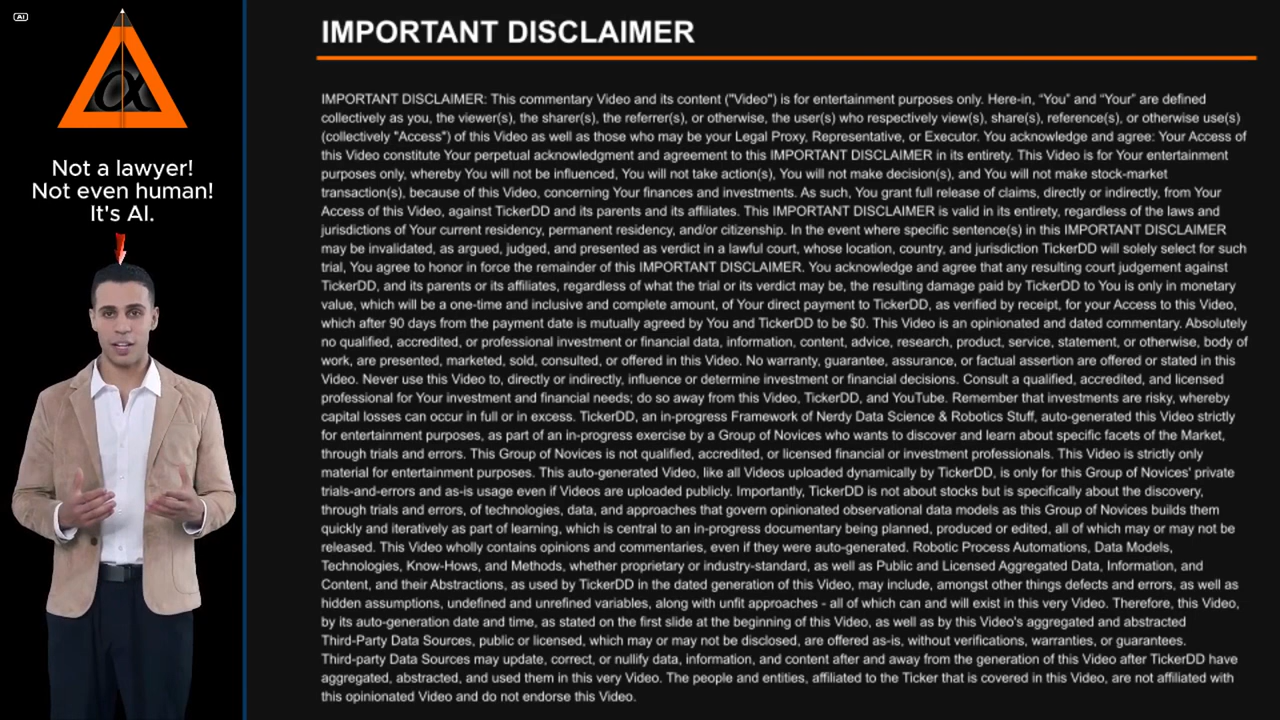 AI
α
Not a lawyer!
Not even human!
It's AI.
IMPORTANT DISCLAIMER
IMPORTANT DISCLAIMER: This commentary Video and its content ("Video") is for entertainment purposes only. Here-in, “You” and “Your” are defined
collectively as you, the viewer(s), the sharer(s), the referrer(s), or otherwise, the user(s) who respectively view(s), share(s), reference(s), or otherwise use(s)
(collectively "Access") of this Video as well as those who may be your Legal Proxy, Representative, or Executor. You acknowledge and agree: Your Access of
this Video constitute Your perpetual acknowledgment and agreement to this IMPORTANT DISCLAIMER in its entirety. This Video is for Your entertainment
purposes only, whereby You will not be influenced, You will not take action(s), You will not make decision(s), and You will not make stock-market
transaction(s), because of this Video, concerning Your finances and investments. As such, You grant full release of claims, directly or indirectly, from Your
Access of this Video, against TickerDD and its parents and its affiliates. This IMPORTANT DISCLAIMER is valid in its entirety, regardless of the laws and
jurisdictions of Your current residency, permanent residency, and/or citizenship. In the event where specific sentence(s) in this IMPORTANT DISCLAIMER
may be invalidated, as argued, judged, and presented as verdict in a lawful court, whose location, country, and jurisdiction TickerDD will solely select for such
trial, You agree to honor in force the remainder of this IMPORTANT DISCLAIMER. You acknowledge and agree that any resulting court judgement against
TickerDD, and its parents or its affiliates, regardless of what the trial or its verdict may be, the resulting damage paid by TickerDD to You is only in monetary
value, which will be a one-time and inclusive and complete amount, of Your direct payment to TickerDD, as verified by receipt, for your Access to this Video,
which after 90 days from the payment date is mutually agreed by You and TickerDD to be $0. This Video is an opinionated and dated commentary. Absolutely
no qualified, accredited, or professional investment or financial data, information, content, advice, research, product, service, statement, or otherwise, body of
work, are presented, marketed, sold, consulted, or offered in this Video. No warranty, guarantee, assurance, or factual assertion are offered or stated in this
Video. Never use this Video to, directly or indirectly, influence or determine investment or financial decisions. Consult a qualified, accredited, and licensed
professional for Your investment and financial needs; do so away from this Video, TickerDD, and YouTube. Remember that investments are risky, whereby
capital losses can occur in full or in excess. TickerDD, an in-progress Framework of Nerdy Data Science & Robotics Stuff, auto-generated this Video strictly
for entertainment purposes, as part of an in-progress exercise by a Group of Novices who wants to discover and learn about specific facets of the Market,
through trials and errors. This Group of Novices is not qualified, accredited, or licensed financial or investment professionals. This Video is strictly only
material for entertainment purposes. This auto-generated Video, like all Videos uploaded dynamically by TickerDD, is only for this Group of Novices' private
trials-and-errors and as-is usage even if Videos are uploaded publicly. Importantly, TickerDD is not about stocks but is specifically about the discovery,
through trials and errors, of technologies, data, and approaches that govern opinionated observational data models as this Group of Novices builds them
quickly and iteratively as part of learning, which is central to an in-progress documentary being planned, produced or edited, all of which may or may not be
released. This Video wholly contains opinions and commentaries, even if they were auto-generated. Robotic Process Automations, Data Models,
Technologies, Know-Hows, and Methods, whether proprietary or industry-standard, as well as Public and Licensed Aggregated Data, Information, and
Content, and their Abstractions, as used by TickerDD in the dated generation of this Video, may include, amongst other things defects and errors, as well as
hidden assumptions, undefined and unrefined variables, along with unfit approaches - all of which can and will exist in this very Video. Therefore, this Video,
by its auto-generation date and time, as stated on the first slide at the beginning of this Video, as well as by this Video's aggregated and abstracted
Third-Party Data Sources, public or licensed, which may or may not be disclosed, are offered as-is, without verifications, warranties, or guarantees.
Third-party Data Sources may update, correct, or nullify data, information, and content after and away from the generation of this Video after TickerDD have
aggregated, abstracted, and used them in this very Video. The people and entities, affiliated to the Ticker that is covered in this Video, are not affiliated with
this opinionated Video and do not endorse this Video.